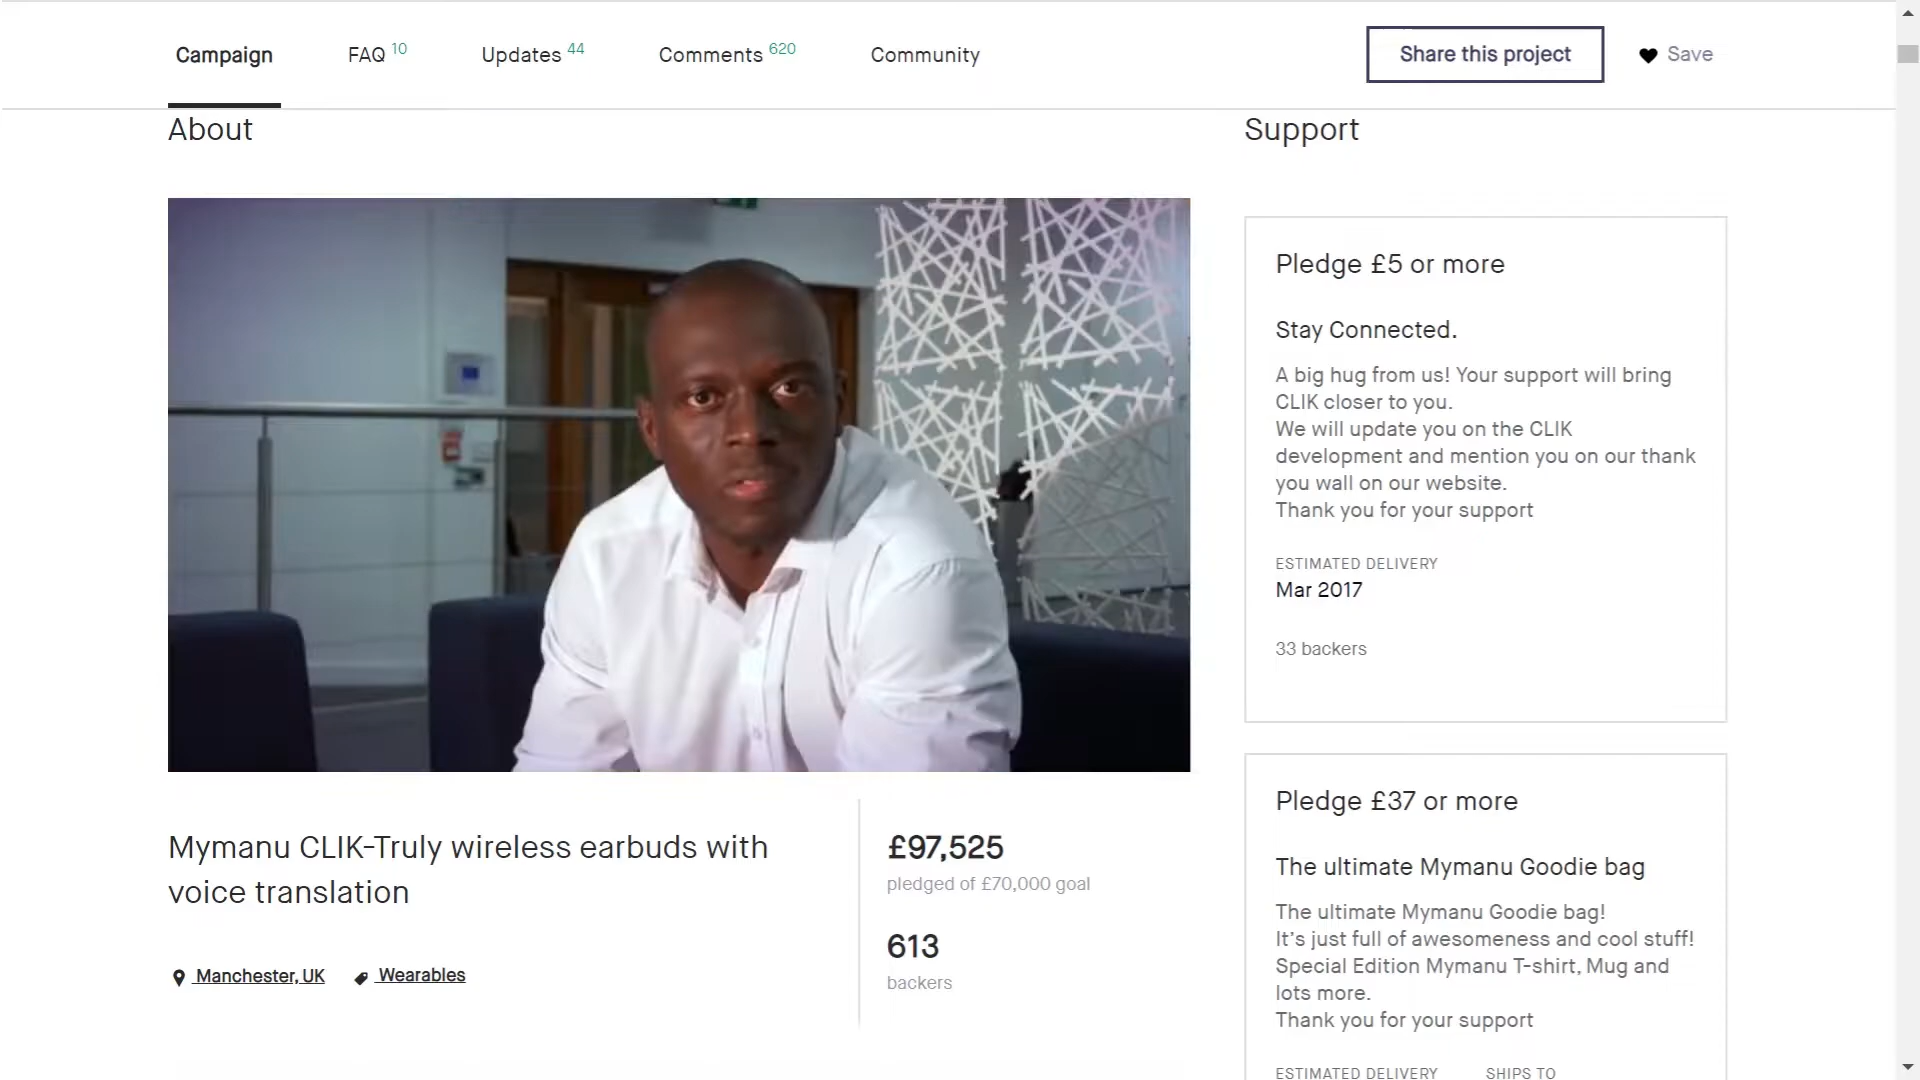 Campaign
FAQ 10
Updates 44
Comments 620
Community
Share this project
Save
About
Support
Pledge £5 or more
Stay Connected.
A big hug from us! Your support will bring
CLIK closer to you.
We will update you on the CLIK
development and mention you on our thank
you wall on our website.
Thank you for your support
ESTIMATED DELIVERY
Mar 2017
33 backers
Mymanu CLIK-Truly wireless earbuds with
voice translation
Manchester, UK
Wearables
£97,525
pledged of £70,000 goal
613
backers
Pledge £37 or more
The ultimate Mymanu Goodie bag
The ultimate Mymanu Goodie bag!
It's just full of awesomeness and cool stuff!
Special Edition Mymanu T-shirt, Mug and
lots more.
Thank you for your support
ESTIMATED DELIVERY
SHIPS TO